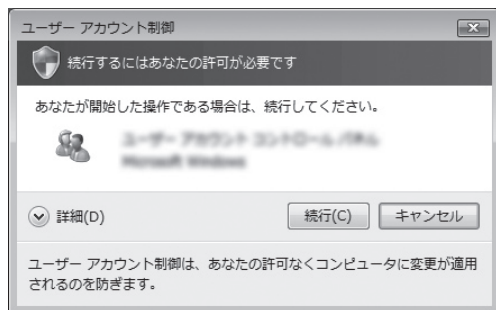 ユーザー アカウント制御
続行するにはあなたの許可が必要です
あなたが開始した操作である場合は、続行してください。
詳細(D)
続行(C)
キャンセル
ユーザー アカウント制御は、あなたの許可なくコンピュータに変更が適用
されるのを防ぎます。